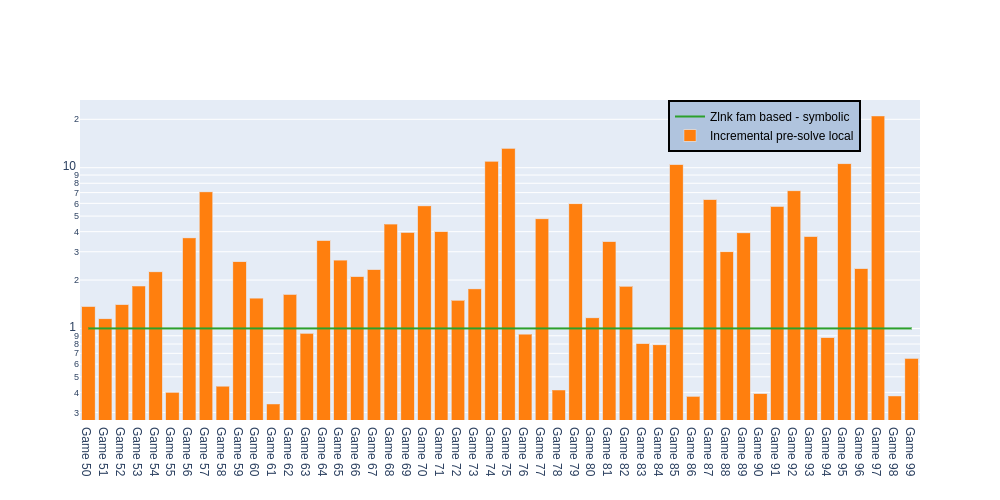 Zlnk fam based - symbolic
Incremental pre-solve local
2
10
9
8
7
6
5
4
3
2
1
9
8
7
6
5
4
3
Game 50
Game 51
Game 52
Game 53
Game 54
Game 55
Game 56
Game 57
Game 58
Game 59
Game 60
Game 61
Game 62
Game 63
Game 64
Game 65
Game 66
Game 67
Game 68
Game 69
Game 70
Game 71
Game 72
Game 73
Game 74
Game 75
Game 76
Game 77
Game 78
Game 79
Game 80
Game 81
Game 82
Game 83
Game 84
Game 85
Game 86
Game 87
Game 88
Game 89
Game 90
Game 91
Game 92
Game 93
Game 94
Game 95
Game 96
Game 97
Game 98
Game 99